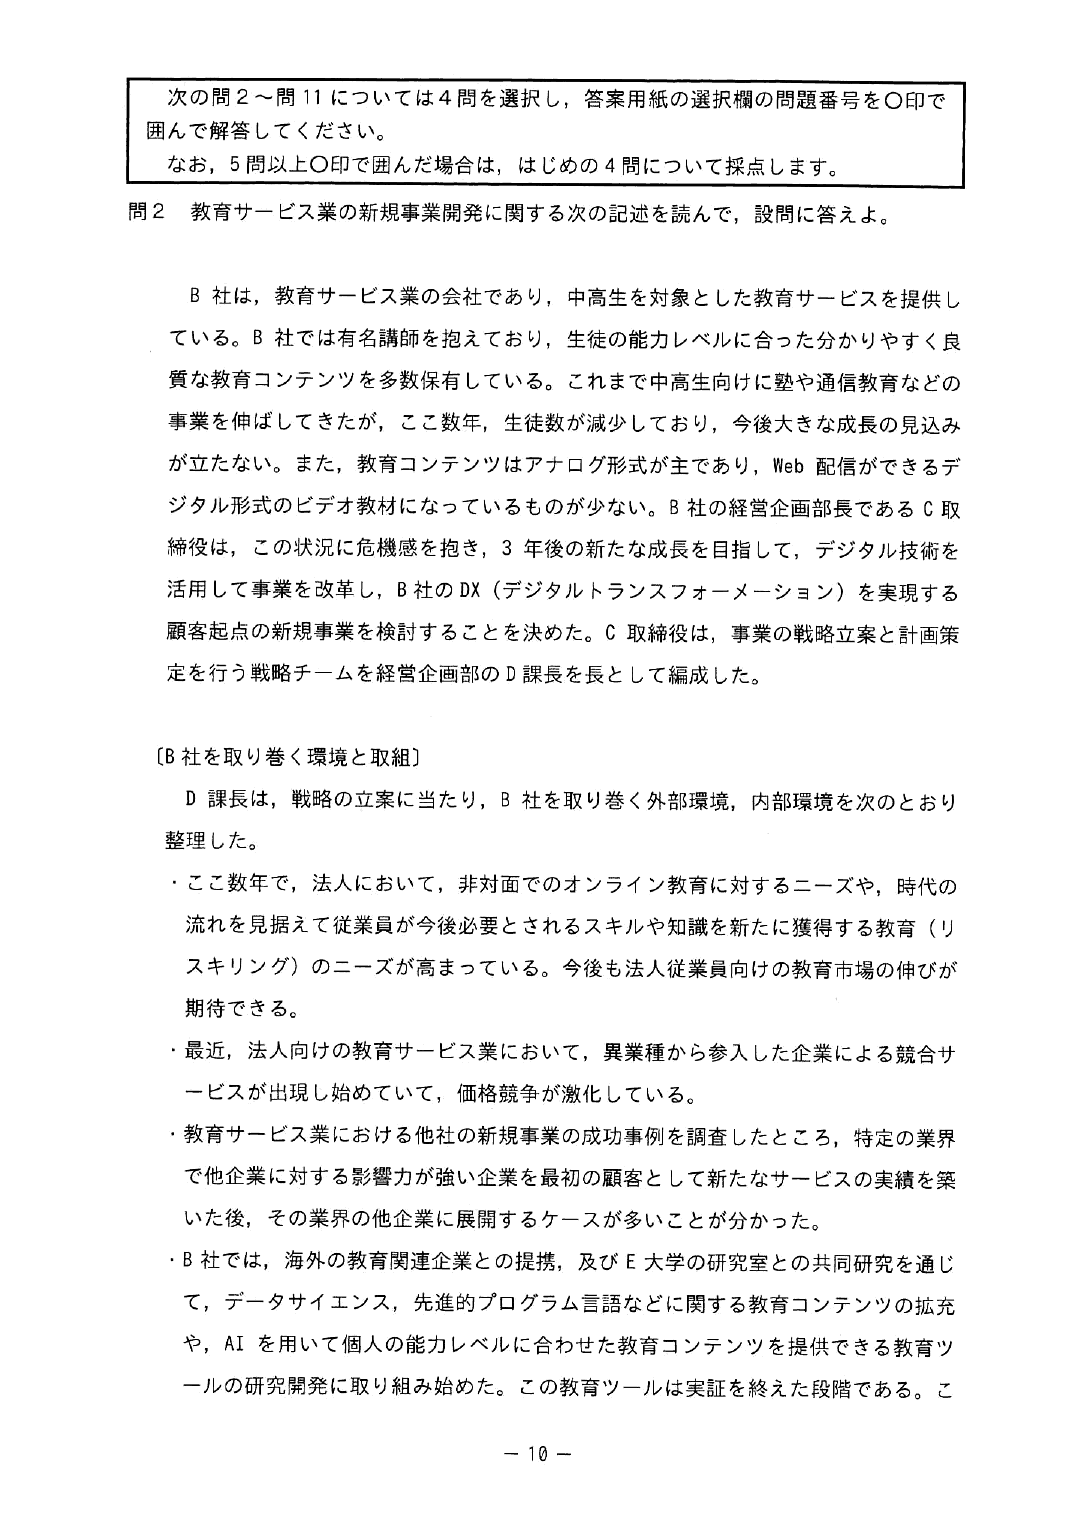 次の問２～問11については４問を選択し，答案用紙の選択欄の問題番号を〇印で
囲んで解答してください。
なお，５問以上〇印で囲んだ場合は，はじめの４問について採点します。
問２　教育サービス業の新規事業開発に関する次の記述を読んで，設問に答えよ。
B 社は，教育サービス業の会社であり，中高生を対象とした教育サービスを提供し
ている。B 社では有名講師を抱えており，生徒の能力レベルに合った分かりやすく良
質な教育コンテンツを多数保有している。これまで中高生向けに塾や通信教育などの
事業を伸ばしてきたが，ここ数年，生徒数が減少しており，今後大きな成長の見込み
が立たない。また，教育コンテンツはアナログ形式が主であり，Web 配信ができるデ
ジタル形式のビデオ教材になっているものが少ない。B 社の経営企画部長である C 取
締役は，この状況に危機感を抱き，3 年後の新たな成長を目指して，デジタル技術を
活用して事業を改革し，B 社の DX（デジタルトランスフォーメーション）を実現する
顧客起点の新規事業を検討することを決めた。C 取締役は，事業の戦略立案と計画策
定を行う戦略チームを経営企画部の D 課長を長として編成した。
〔B 社を取り巻く環境と取組〕
D 課長は，戦略の立案に当たり，B 社を取り巻く外部環境，内部環境を次のとおり
整理した。
・ここ数年で，法人において，非対面でのオンライン教育に対するニーズや，時代の
流れを見据えて従業員が今後必要とされるスキルや知識を新たに獲得する教育（リ
スキリング）のニーズが高まっている。今後も法人従業員向けの教育市場の伸びが
期待できる。
・最近，法人向けの教育サービス業において，異業種から参入した企業による競合サ
ービスが出現し始めていて，価格競争が激化している。
・教育サービス業における他社の新規事業の成功事例を調査したところ，特定の業界
で他企業に対する影響力が強い企業を最初の顧客として新たなサービスの実績を築
いた後，その業界の他企業に展開するケースが多いことが分かった。
・B 社では，海外の教育関連企業との提携，及び E 大学の研究室との共同研究を通じ
て，データサイエンス，先進的プログラム言語などに関する教育コンテンツの拡充
や，AI を用いて個人の能力レベルに合わせた教育コンテンツを提供できる教育ツ
ールの研究開発に取り組み始めた。この教育ツールは実証を終えた段階である。こ
－ 10 －